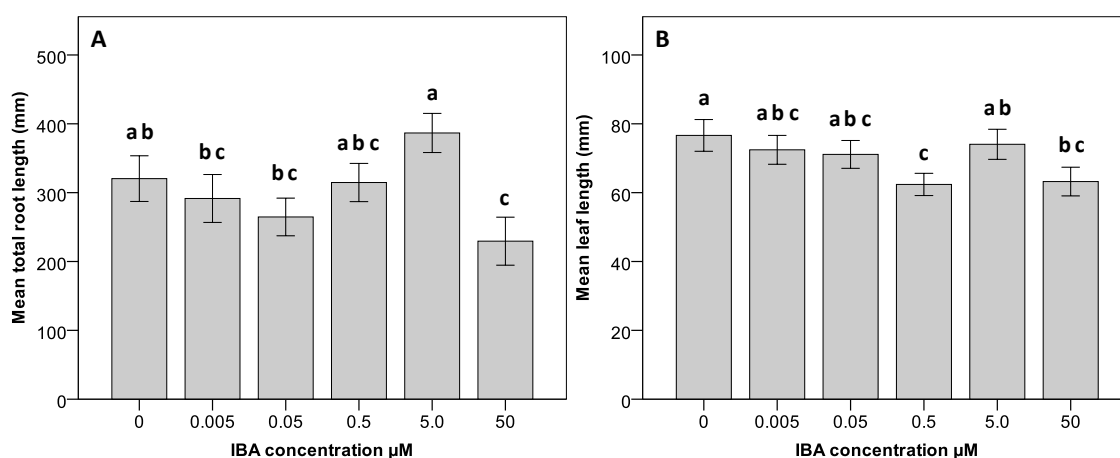 A
500
400
300
200
100
0
Mean total root length (mm)
a b
b c
b c
a b c
a
c
0 0.005 0.05 0.5 5.0 50
IBA concentration µM
B
100
80
60
40
20
0
Mean leaf length (mm)
a
a b c
a b c
c
a b
b c
0 0.005 0.05 0.5 5.0 50
IBA concentration µM